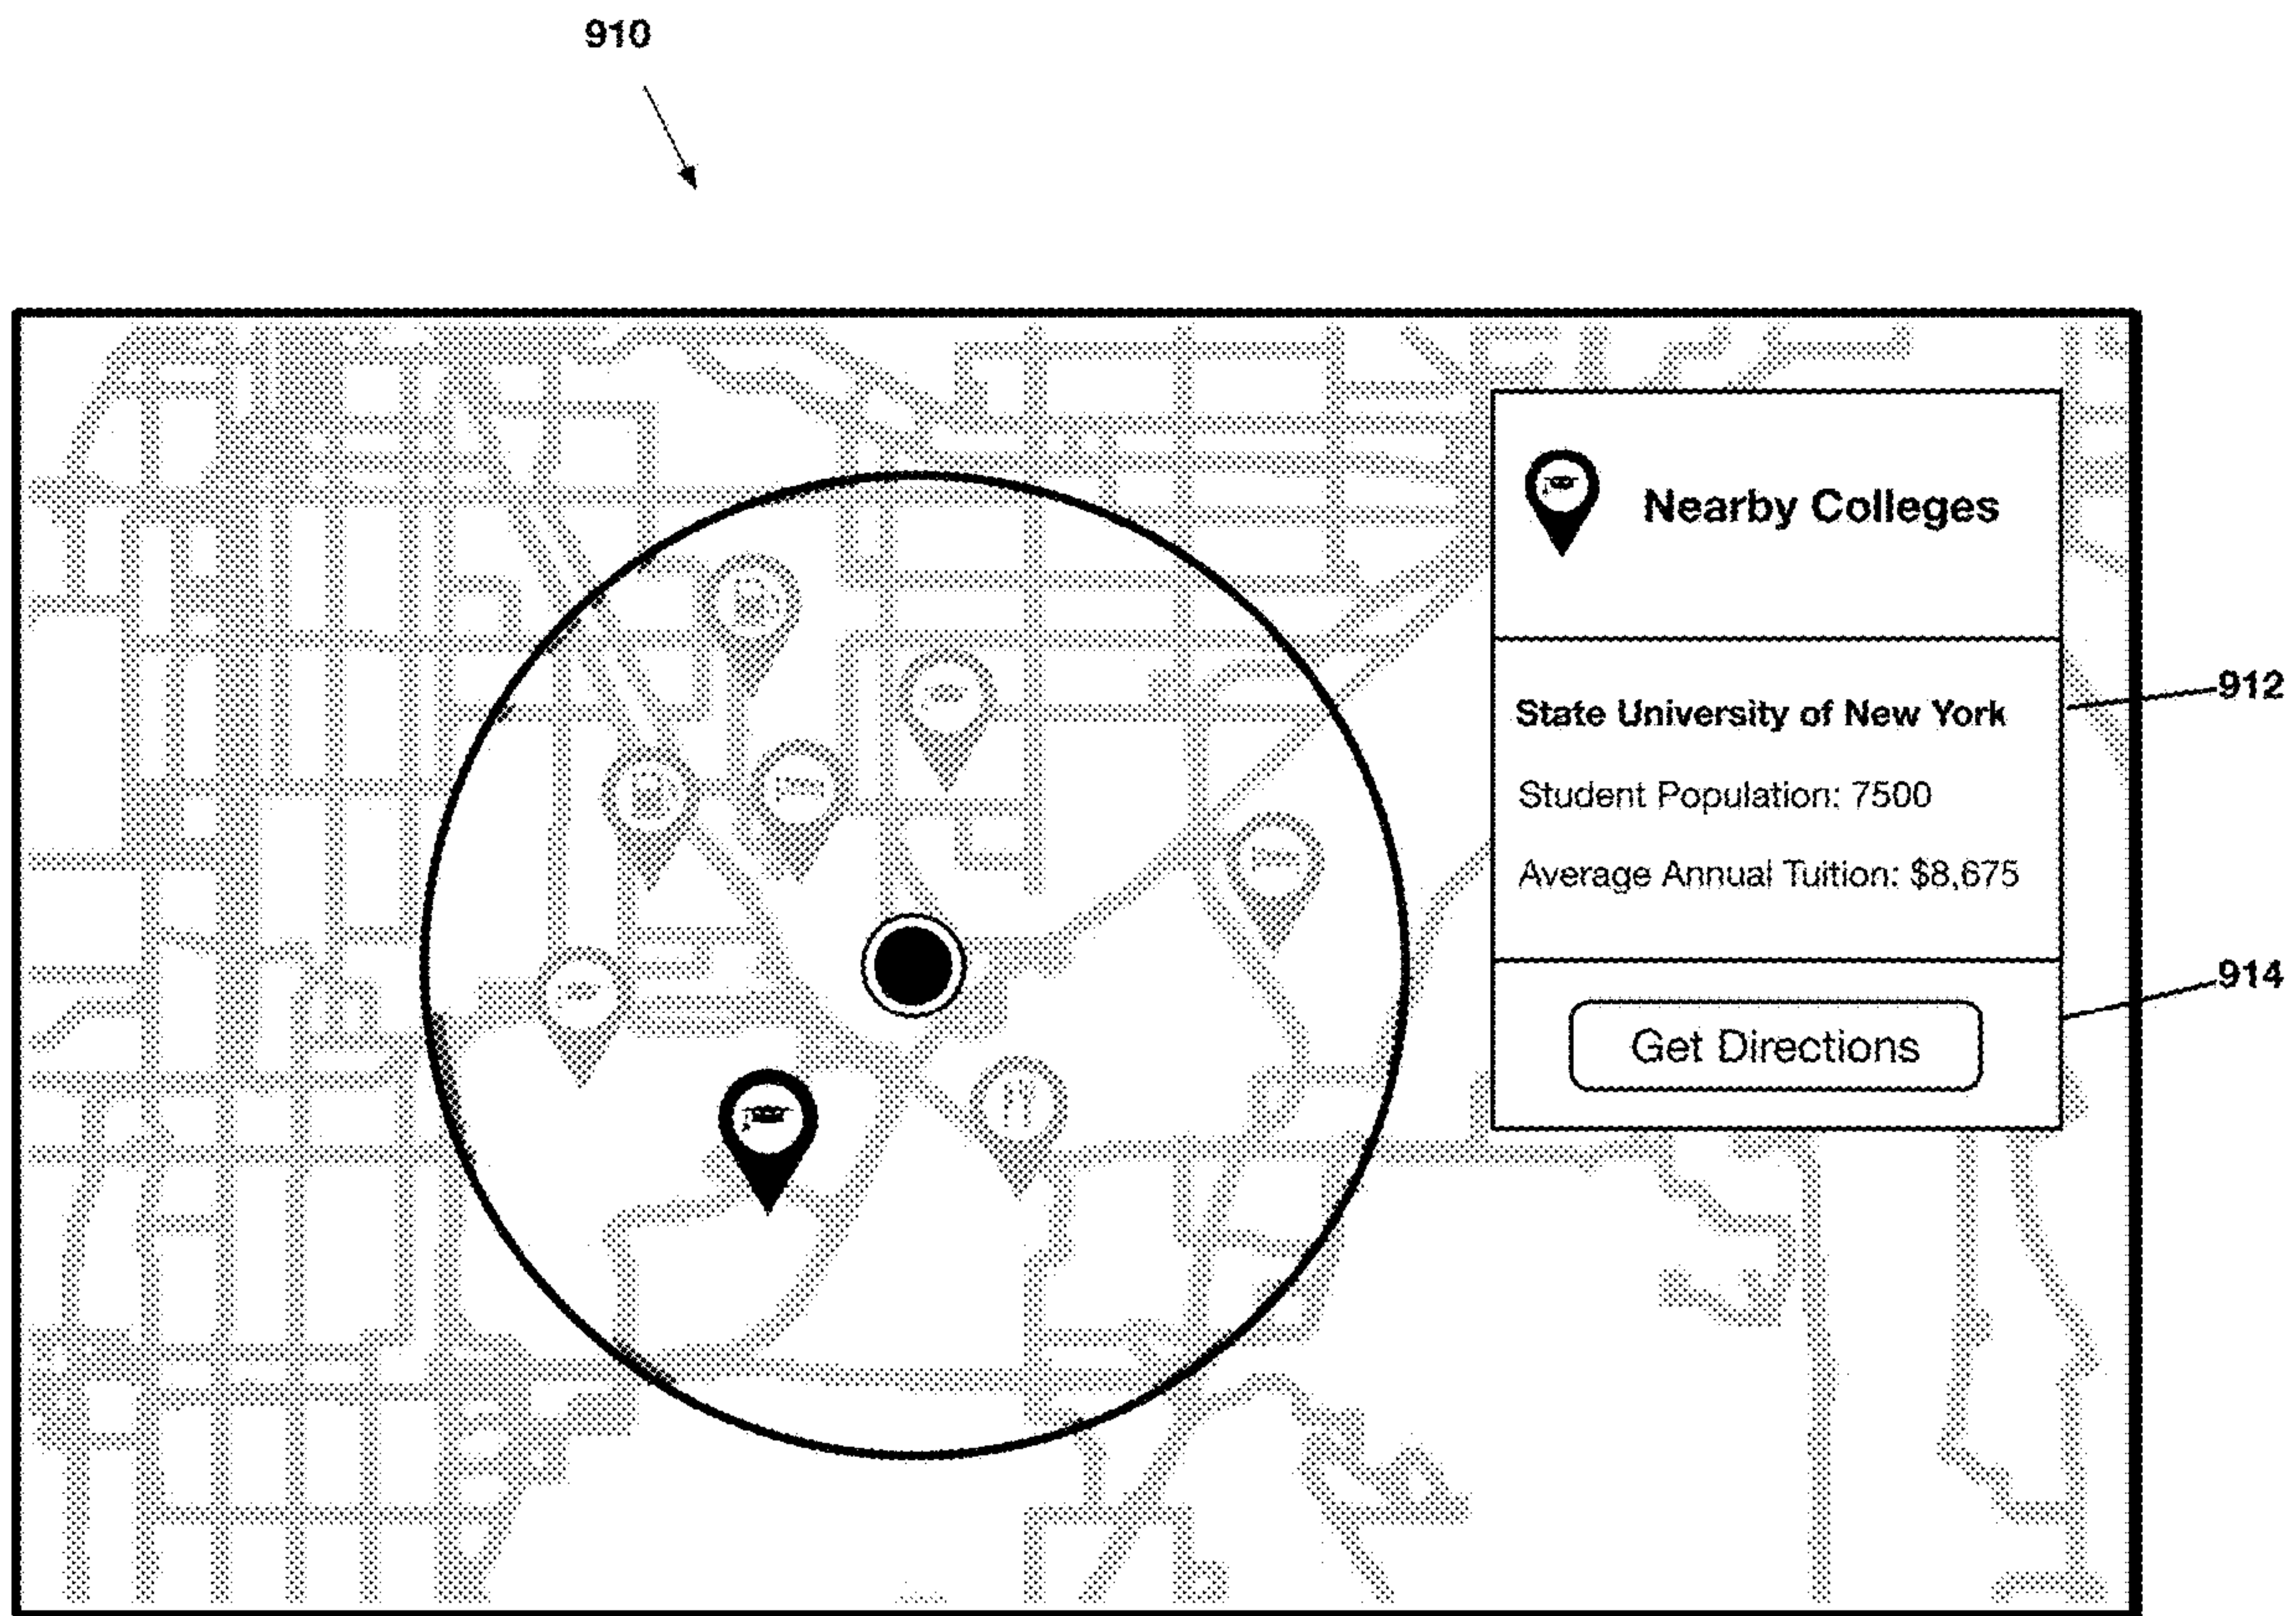 910
Nearby Colleges
912
State University of New York
Student Population: 7500
Average Annual Tuition: $8,675
914
Get Directions